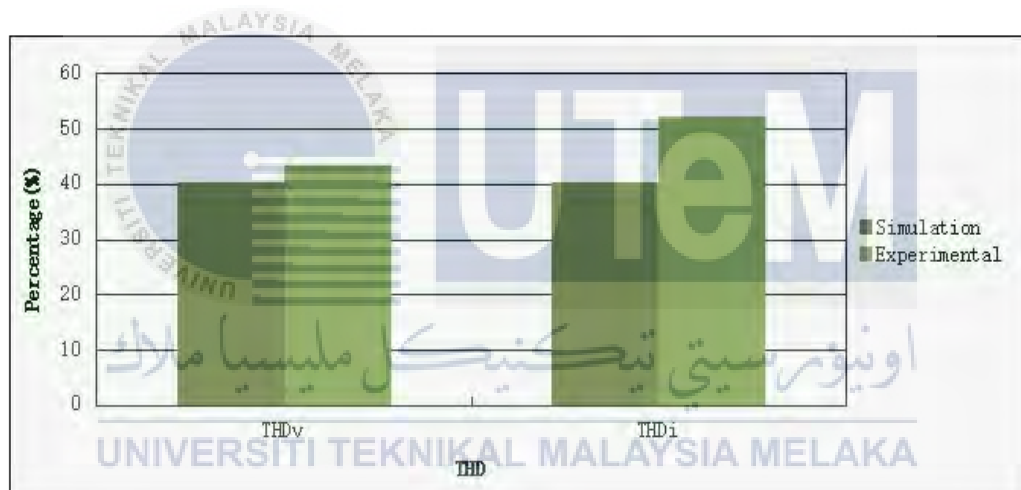 UNIVERSITI TEKNIKAL MALAYSIA MELAKA
UTeM
60
50
40
30
20
10
0
Percentage(%)
Simulation
Experimental
اونيۏرسيتي تيكنيكل مليسيا ملاك
THDv
THDi
UNIVERSITI TEKNIKAL MALAYSIA MELAKA
THD